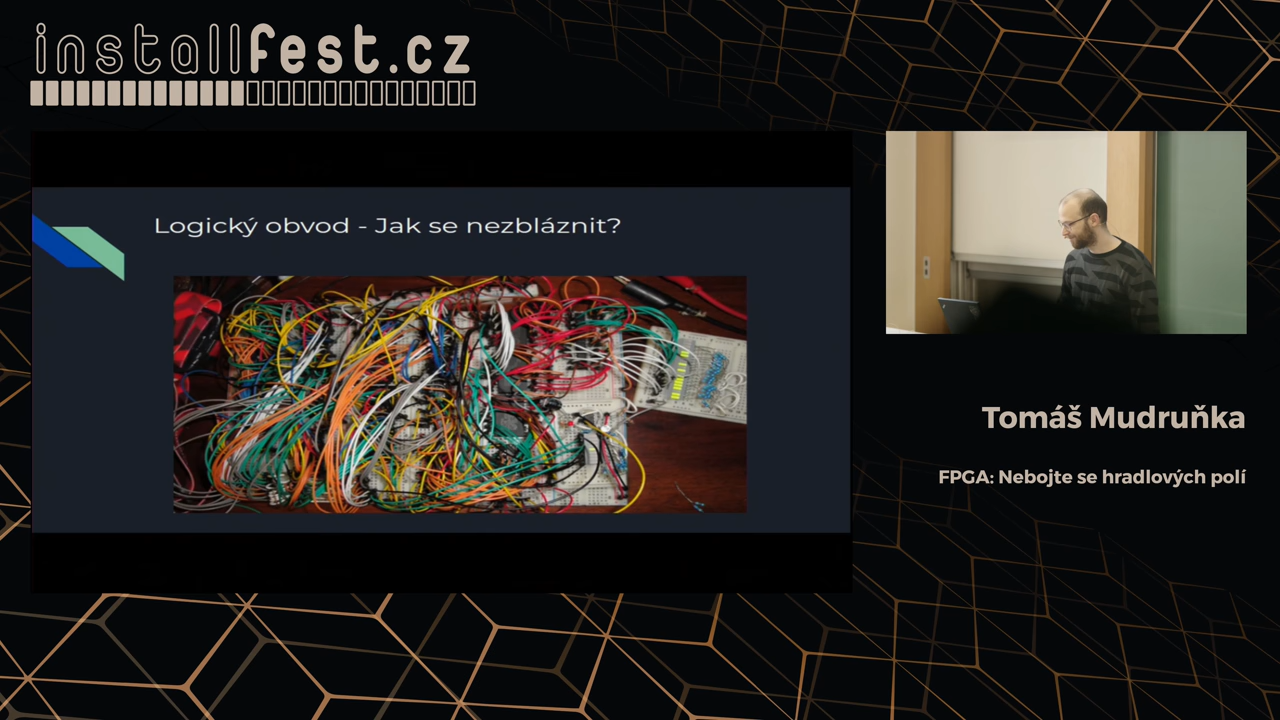 installfest.cz
Logický obvod - Jak se nezbláznit?
Tomáš Mudruňka
FPGA: Nebojte se hradlových polí